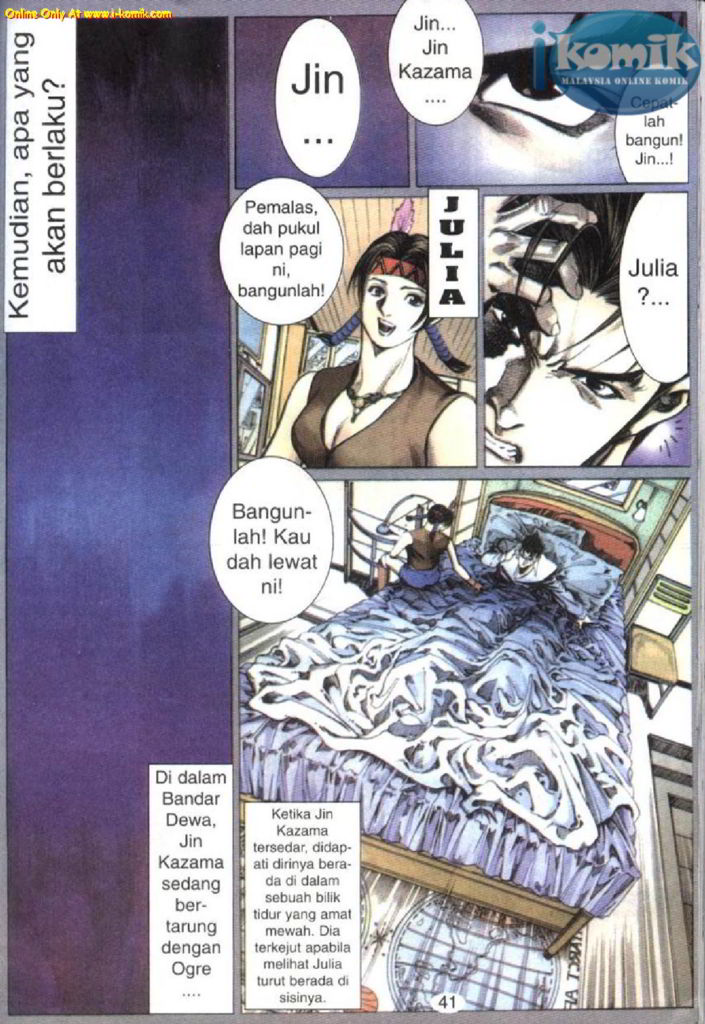 Online Only At www.i-komik.com
ikomik
MALAYSIA ONLINE KOMIK
Kemudian, apa yang
akan berlaku?
Di dalam
Bandar
Dewa,
Jin
Kazama
sedang
ber-
tarung
dengan
Ogre
....
Jin
...
Jin...
Jin
Kazama
....
Cepat-
lah
bangun!
Jin...!
Pemalas,
dah pukul
lapan pagi
ni,
bangunlah!
JULIA
Julia
?...
Bangun-
lah! Kau
dah lewat
ni!
Ketika Jin
Kazama
tersedar, didap-
ati dirinya bera-
da di dalam
sebuah bilik
tidur yang amat
mewah. Dia
terkejut apabila
melihat Julia
turut berada di
sisinya.
41